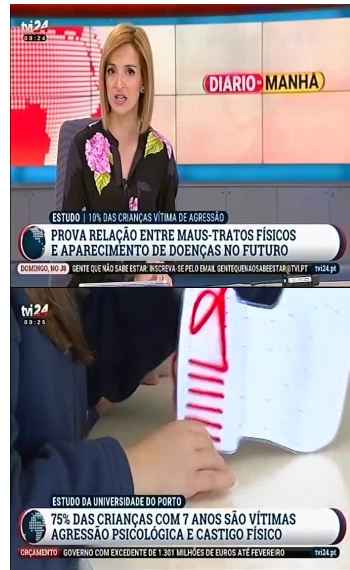 tvi24
08:24
DIÁRIO DA MANHÃ
ESTUDO | 10% DAS CRIANÇAS VÍTIMA DE AGRESSÃO
PROVA RELAÇÃO ENTRE MAUS-TRATOS FÍSICOS
E APARECIMENTO DE DOENÇAS NO FUTURO
DOMINGO, NO J8 GENTE QUE NÃO SABE ESTAR: INSCREVA-SE PELO EMAIL GENTEQUENAOSABEESTAR@TVI.PT tvi24.pt
tvi24
08:25
ESTUDO DA UNIVERSIDADE DO PORTO
75% DAS CRIANÇAS COM 7 ANOS SÃO VÍTIMAS
AGRESSÃO PSICOLÓGICA E CASTIGO FÍSICO
ORÇAMENTO GOVERNO COM EXCEDENTE DE 1.301 MILHÕES DE EUROS ATÉ FEVEREIRO tvi24.pt